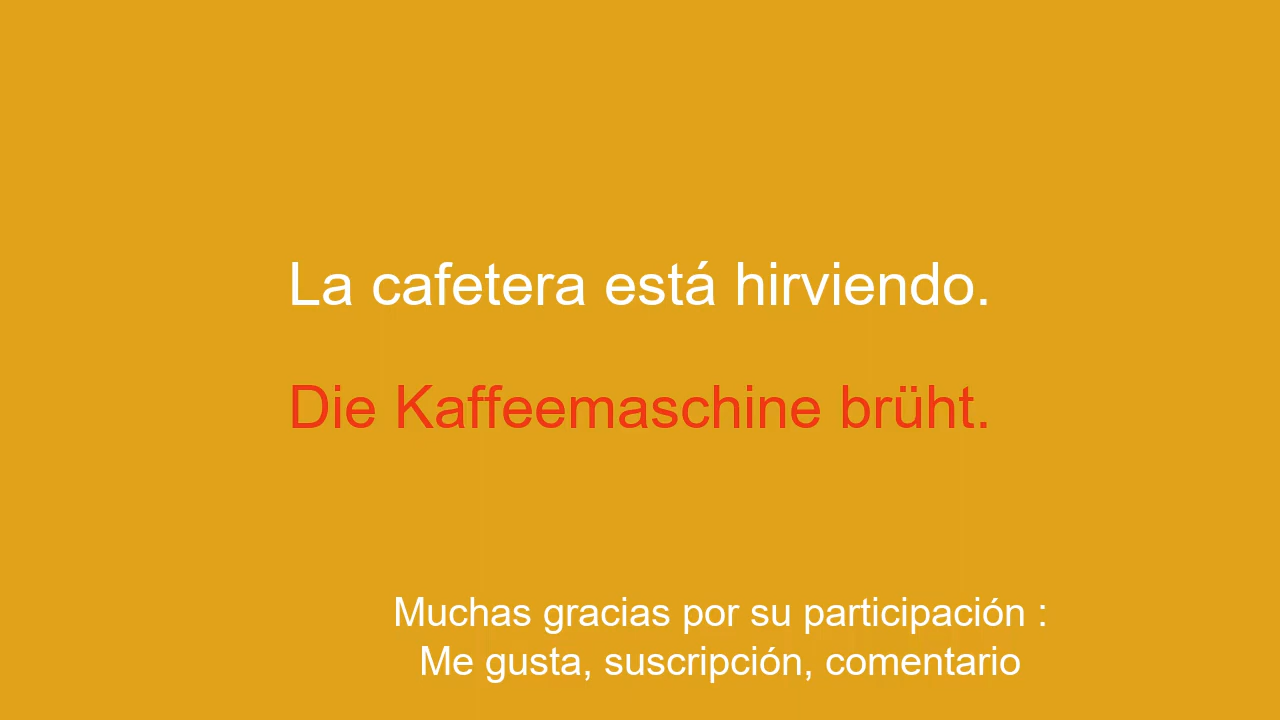 La cafetera está hirviendo.
Die Kaffeemaschine brüht.
Muchas gracias por su participación :
Me gusta, suscripción, comentario